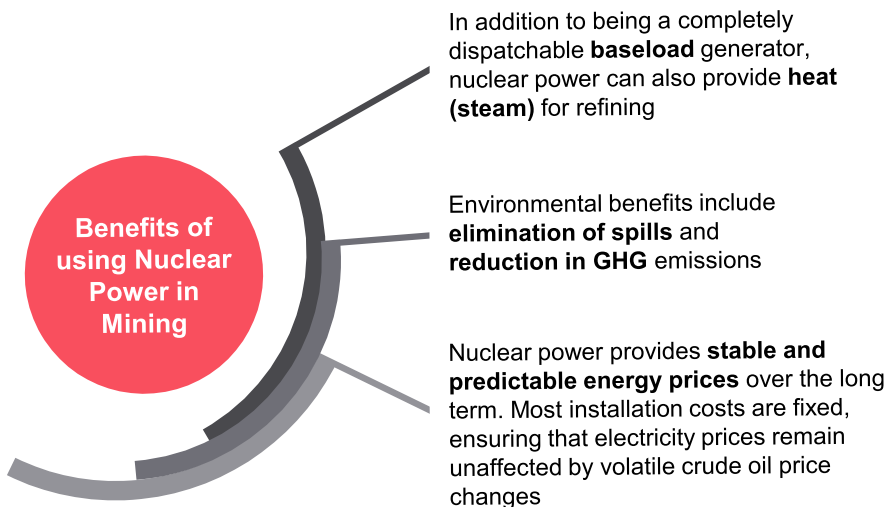 Benefits of
using Nuclear
Power in
Mining
In addition to being a completely
dispatchable baseload generator,
nuclear power can also provide heat
(steam) for refining
Environmental benefits include
elimination of spills and
reduction in GHG emissions
Nuclear power provides stable and
predictable energy prices over the long
term. Most installation costs are fixed,
ensuring that electricity prices remain
unaffected by volatile crude oil price
changes